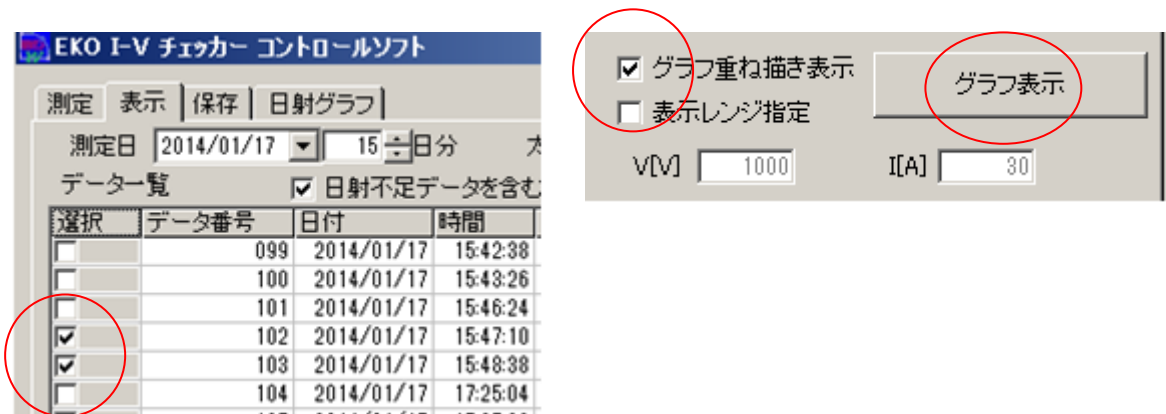 EKO I-V チェッカー コントロールソフト
測定 表示 保存 日射グラフ
測定日 2014/01/17 15 日分
データ一覧 日射不足データを含む
選択 データ番号 日付 時間
099 2014/01/17 15:42:38
100 2014/01/17 15:43:26
101 2014/01/17 15:46:24
102 2014/01/17 15:47:10
103 2014/01/17 15:48:38
104 2014/01/17 17:25:04
グラフ重ね描き表示
グラフ表示
表示レンジ指定
V[V] 1000 I[A] 30